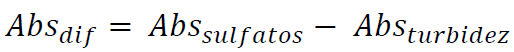 Abs_dif = Abs_sulfatos − Abs_turbidez